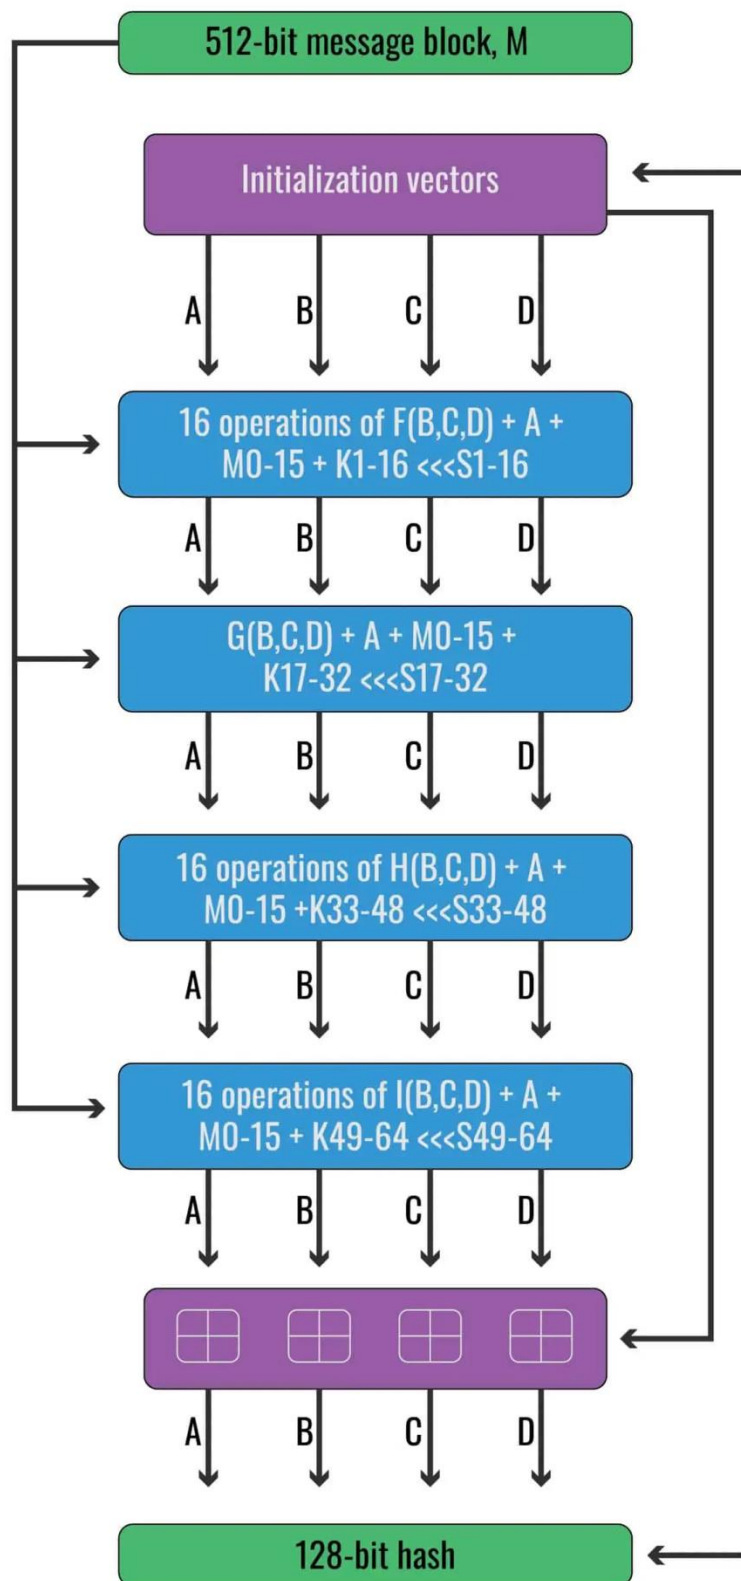 512-bit message block, M
Initialization vectors
A B C D
16 operations of F(B,C,D) + A +
M0-15 + K1-16 <<<S1-16
A B C D
G(B,C,D) + A + M0-15 +
K17-32 <<<S17-32
A B C D
16 operations of H(B,C,D) + A +
M0-15 +K33-48 <<<S33-48
A B C D
16 operations of I(B,C,D) + A +
M0-15 + K49-64 <<<S49-64
A B C D
A B C D
128-bit hash